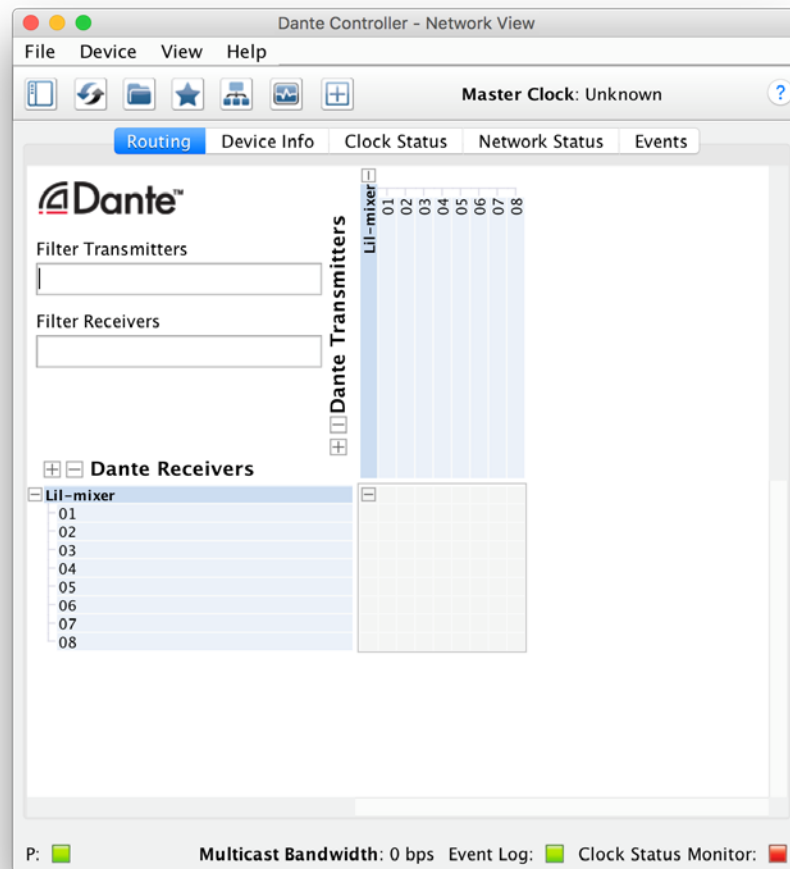 Dante Controller - Network View
File Device View Help
Master Clock: Unknown ?
Routing Device Info Clock Status Network Status Events
Dante™
Filter Transmitters
Filter Receivers
Dante Transmitters
Lil-mixer
01
02
03
04
05
06
07
08
Dante Receivers
Lil-mixer
01
02
03
04
05
06
07
08
P: Multicast Bandwidth: 0 bps Event Log: Clock Status Monitor: